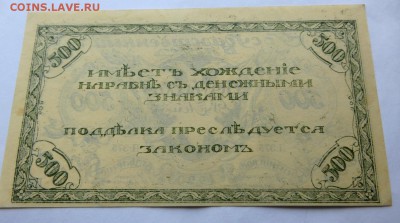 COINS.LAVE.RU
500 500
ИМѢЕТЪ ХОЖДЕНІЕ
НАРАВНѢ СЪ ДЕНЕЖНЫМИ
ЗНАКАМИ
ПОДДѢЛКА ПРЕСЛѢДУЕТСЯ
ЗАКОНОМЪ
500 500